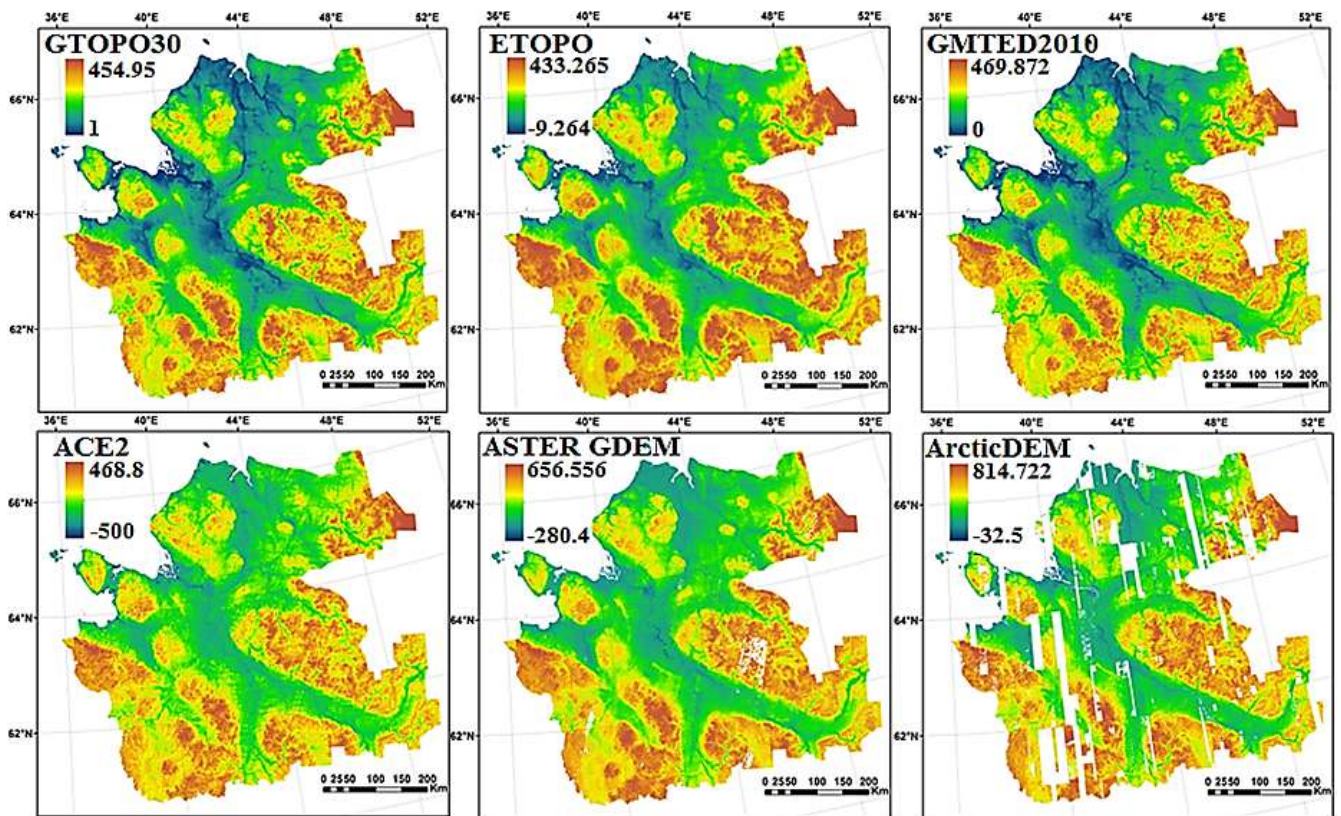 36°E 40°E 44°E 48°E 52°E 36°E 40°E 44°E 48°E 52°E 36°E 40°E 44°E 48°E 52°E
GTOPO30 ETOPO GMTED2010
454.95 433.265 469.872
66°N 66°N 66°N
1 -9.264 0
64°N 64°N 64°N
62°N 62°N 62°N
0 2550 100 150 200 0 2550 100 150 200 0 2550 100 150 200
Km Km Km
36°E 40°E 44°E 48°E 52°E 36°E 40°E 44°E 48°E 52°E 36°E 40°E 44°E 48°E 52°E
ACE2 ASTER GDEM ArcticDEM
468.8 656.556 814.722
66°N 66°N 66°N
-500 -280.4 -32.5
64°N 64°N 64°N
62°N 62°N 62°N
0 2550 100 150 200 0 2550 100 150 200 0 2550 100 150 200
Km Km Km